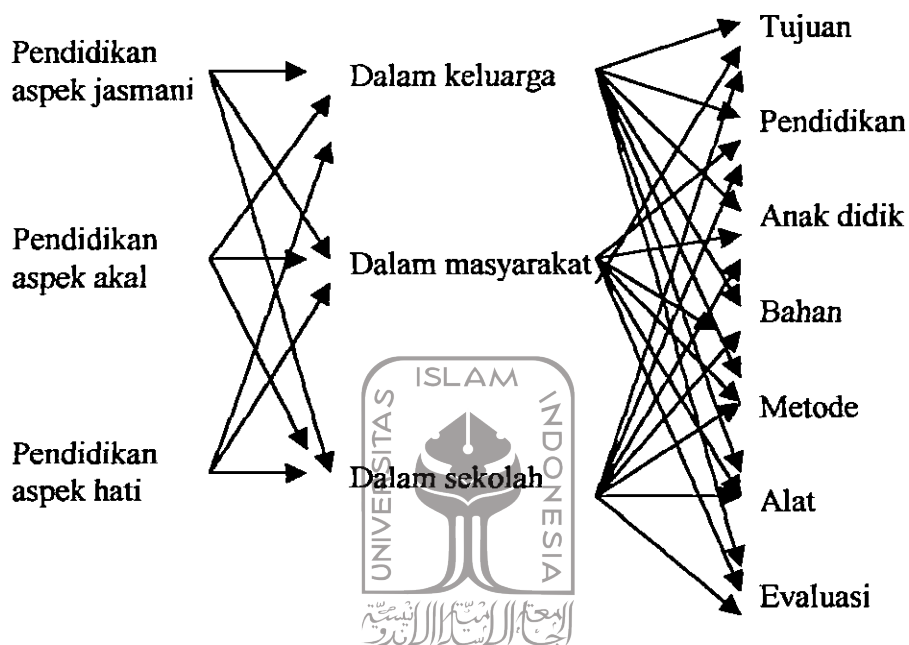 Pendidikan
aspek jasmani
Pendidikan
aspek akal
Pendidikan
aspek hati
Dalam keluarga
Dalam masyarakat
Dalam sekolah
Tujuan
Pendidikan
Anak didik
Bahan
Metode
Alat
Evaluasi
UNIVERSITAS
ISLAM
INDONESIA